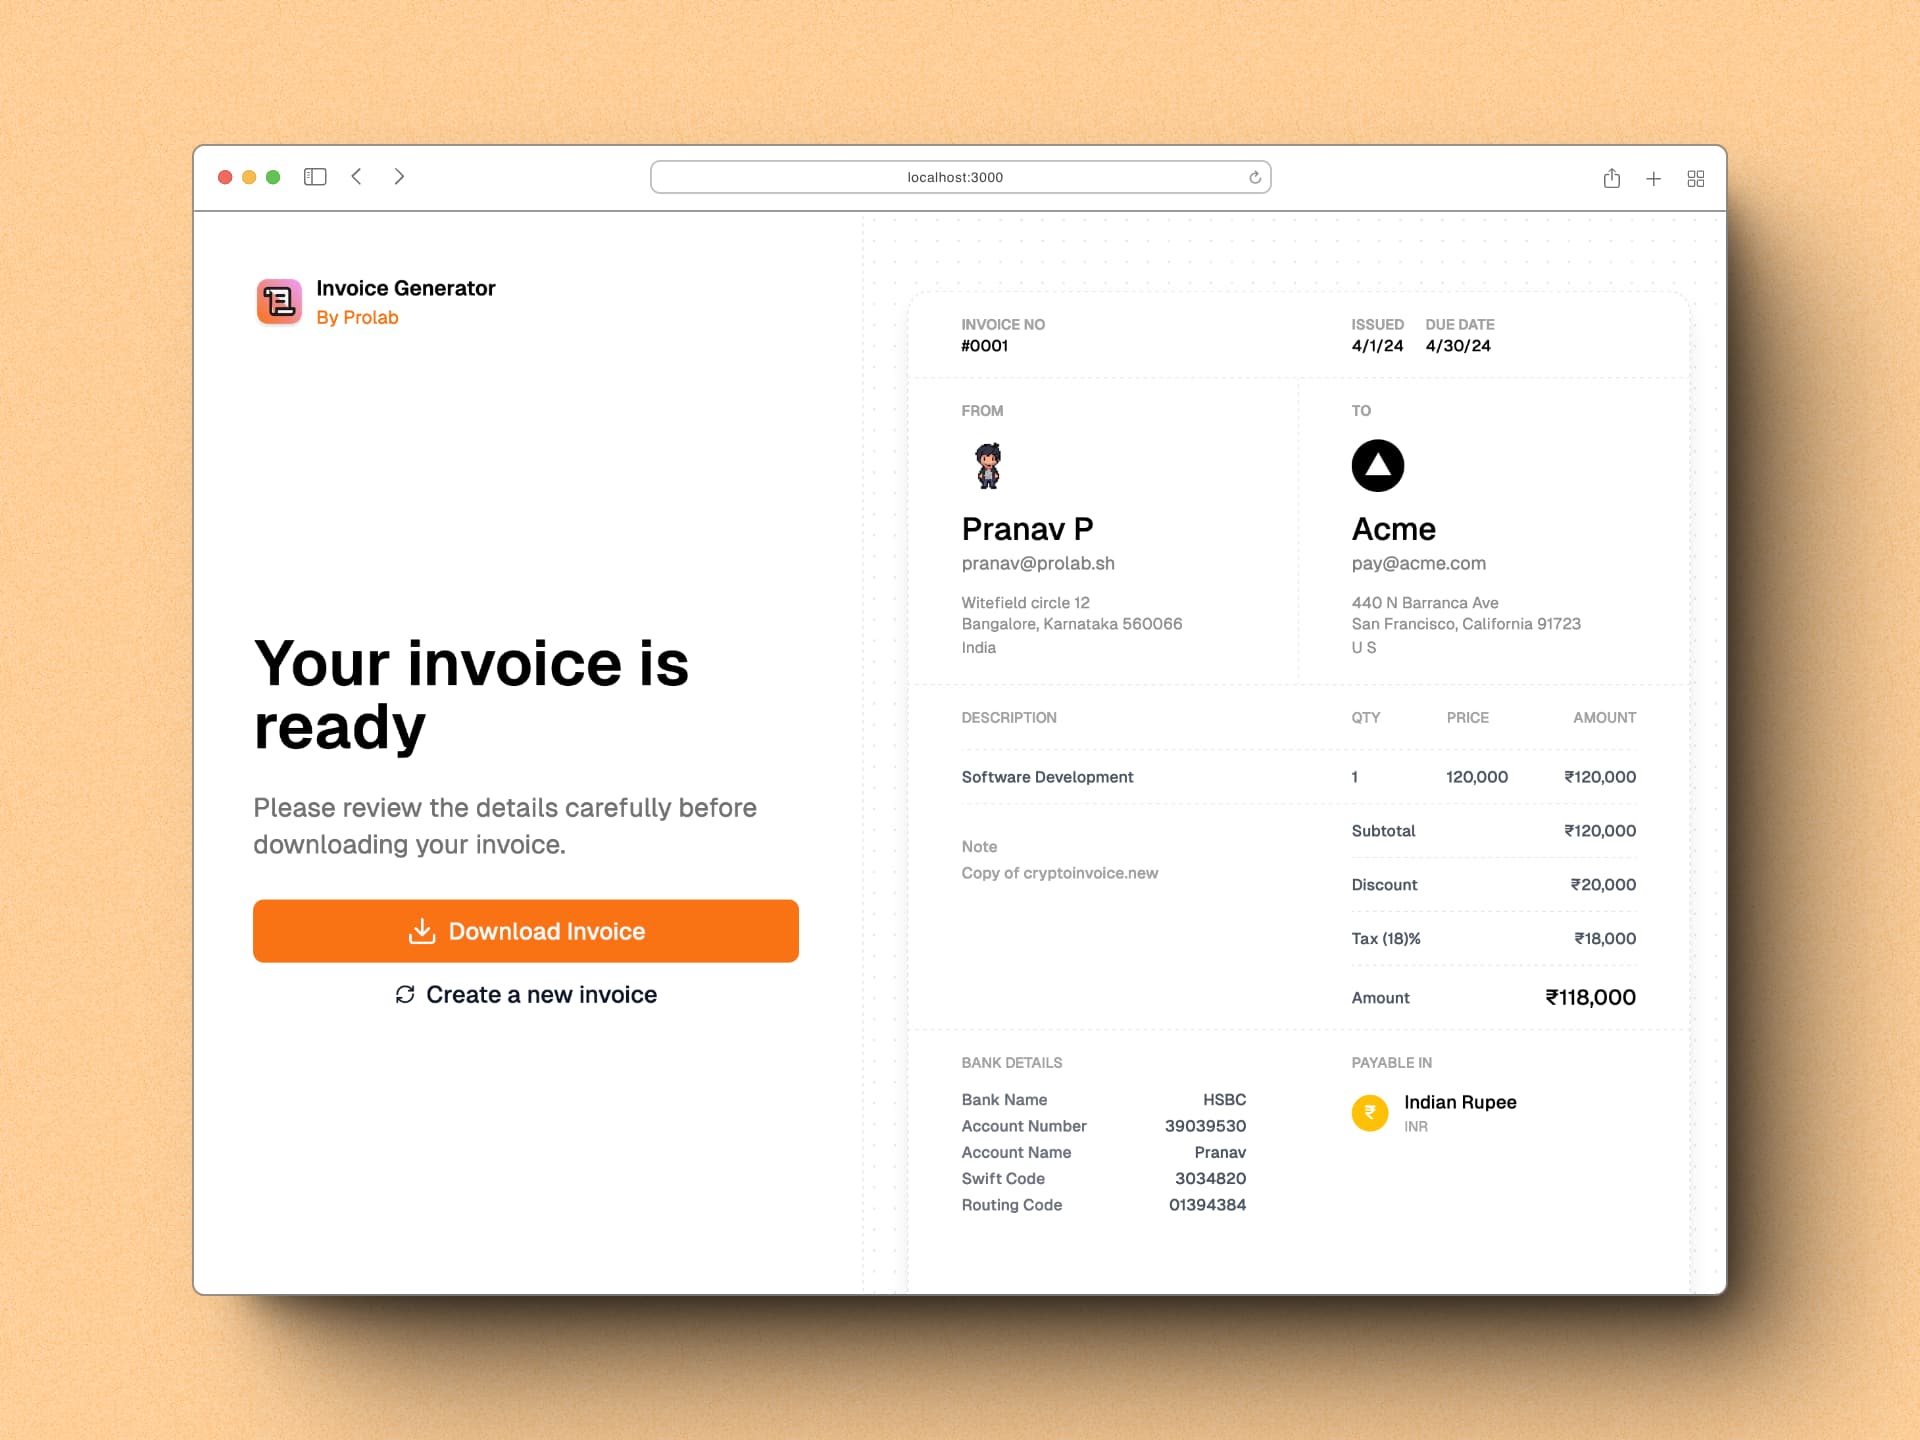 localhost:3000
Invoice Generator
By Prolab
Your invoice is
ready
Please review the details carefully before
downloading your invoice.
Download Invoice
Create a new invoice
INVOICE NO
#0001
ISSUED DUE DATE
4/1/24 4/30/24
FROM
Pranav P
pranav@prolab.sh
Witefield circle 12
Bangalore, Karnataka 560066
India
TO
Acme
pay@acme.com
440 N Barranca Ave
San Francisco, California 91723
U S
DESCRIPTION QTY PRICE AMOUNT
Software Development 1 120,000 ₹120,000
Note
Copy of cryptoinvoice.new
Subtotal ₹120,000
Discount ₹20,000
Tax (18)% ₹18,000
Amount ₹118,000
BANK DETAILS
Bank Name HSBC
Account Number 39039530
Account Name Pranav
Swift Code 3034820
Routing Code 01394384
PAYABLE IN
₹ Indian Rupee
INR